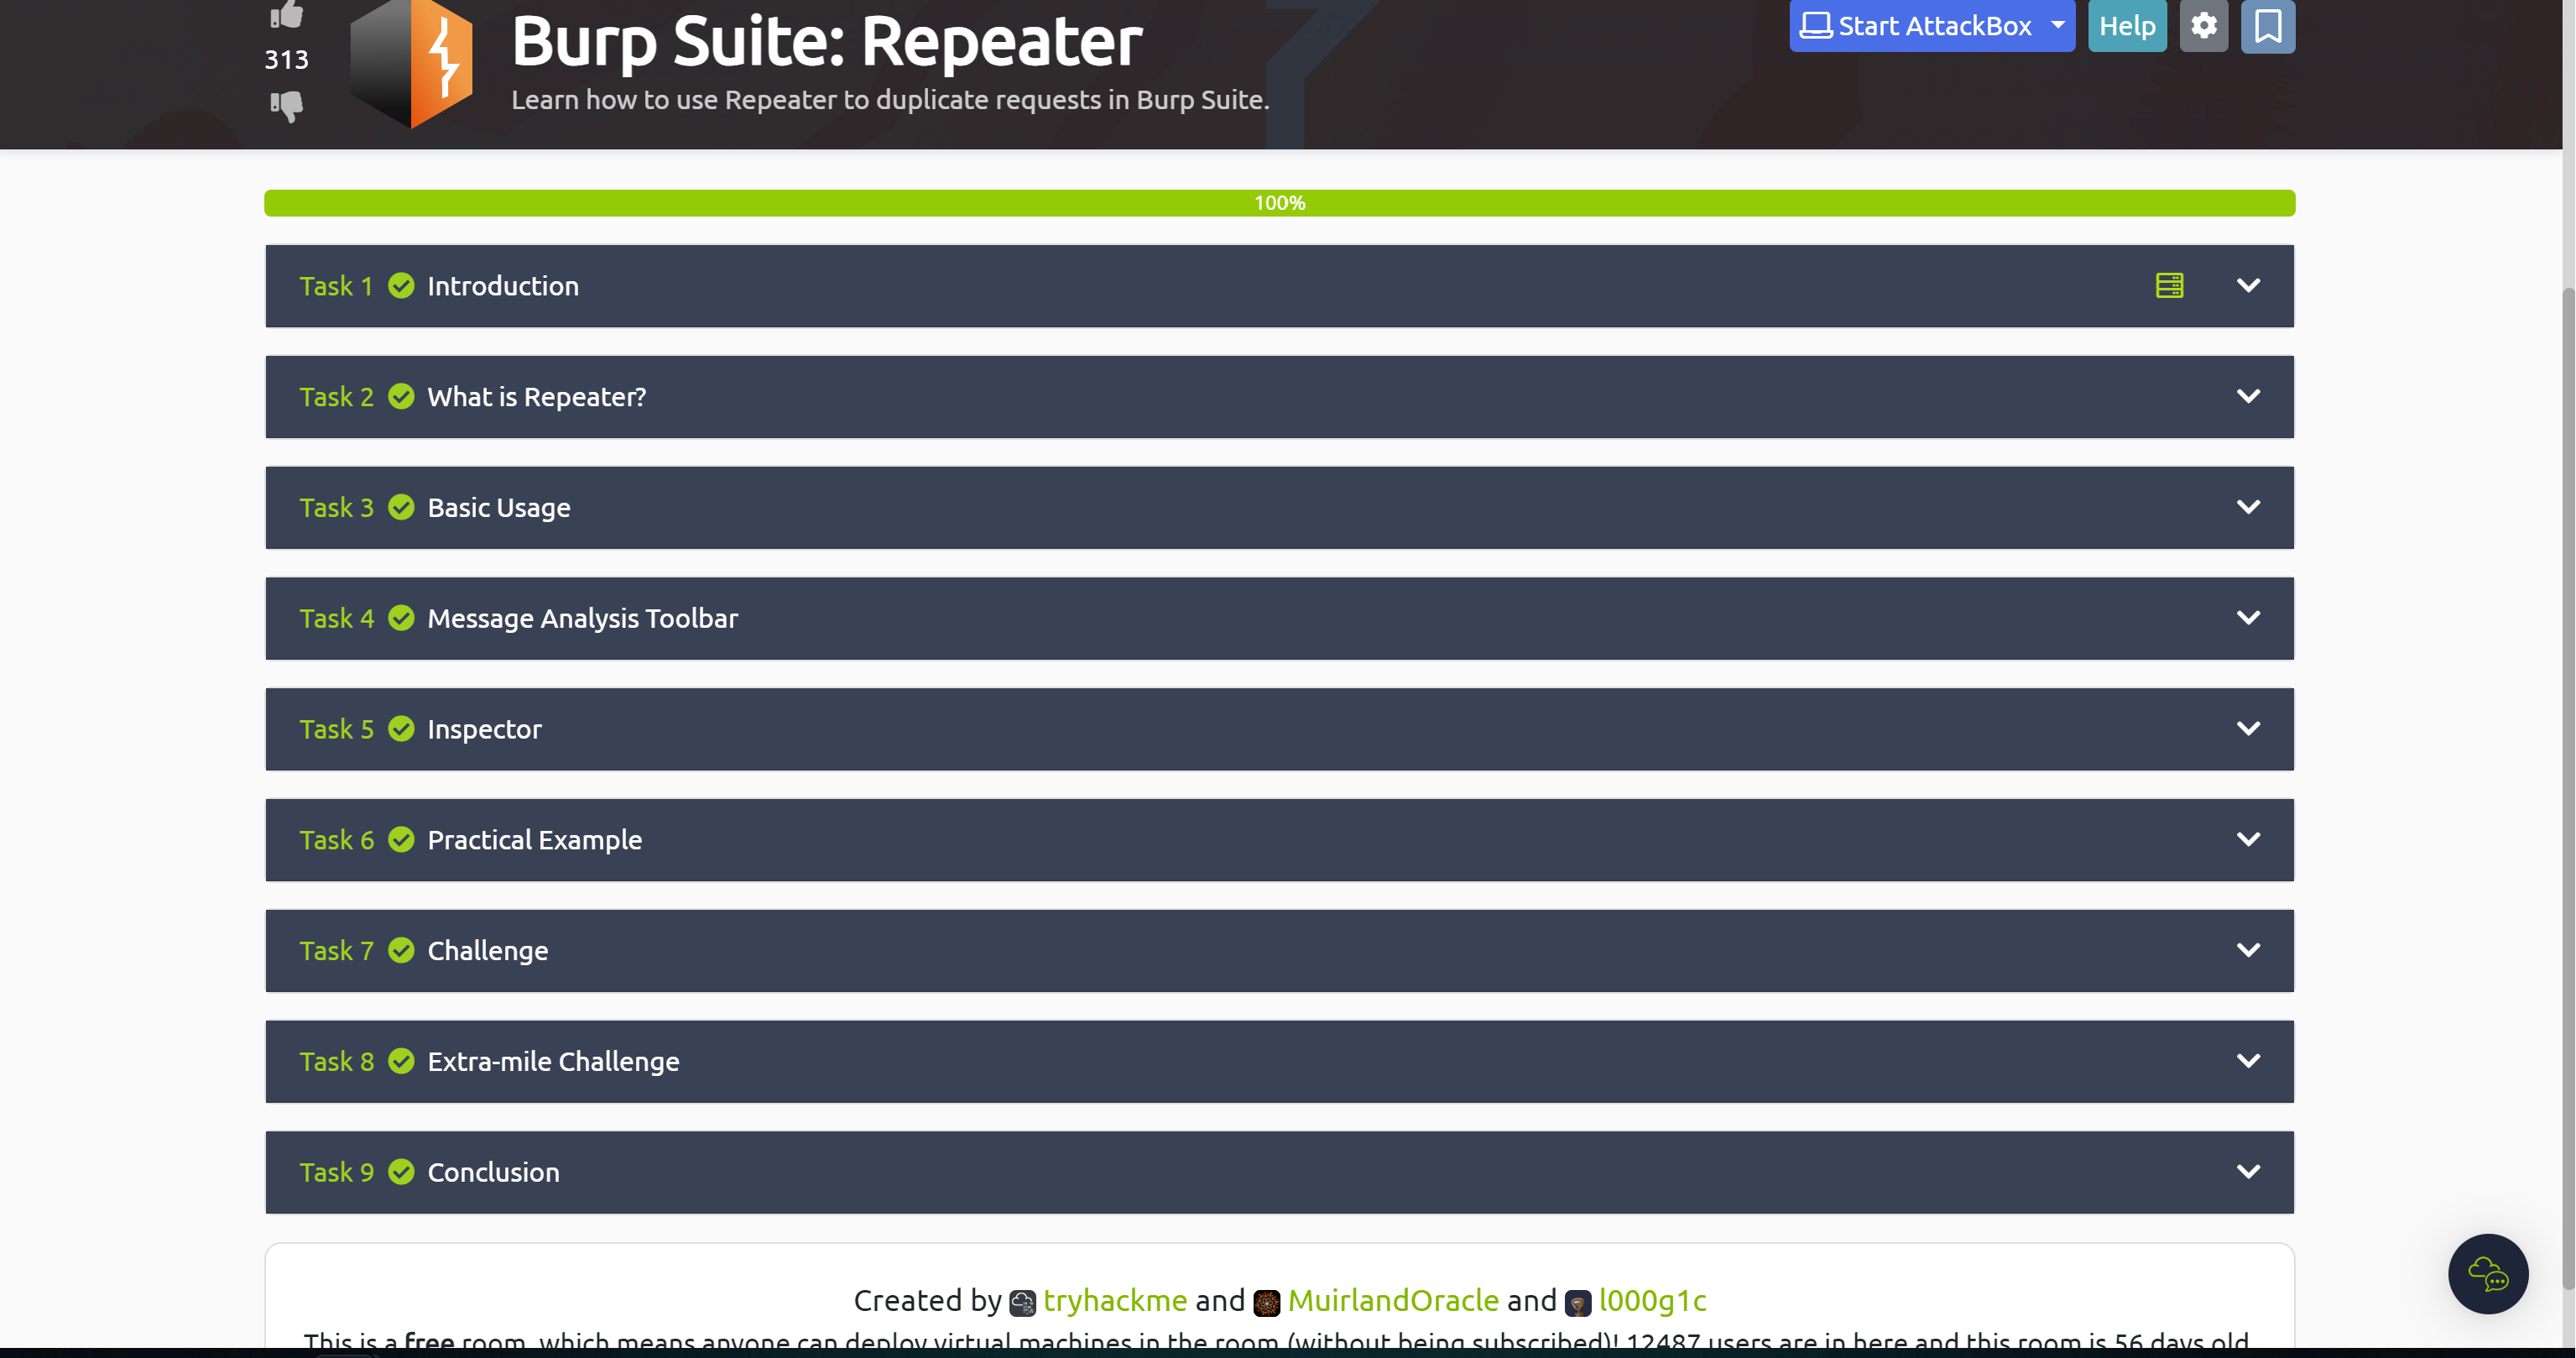 313
Burp Suite: Repeater
Learn how to use Repeater to duplicate requests in Burp Suite.
Start AttackBox
Help
100%
Task 1 Introduction
Task 2 What is Repeater?
Task 3 Basic Usage
Task 4 Message Analysis Toolbar
Task 5 Inspector
Task 6 Practical Example
Task 7 Challenge
Task 8 Extra-mile Challenge
Task 9 Conclusion
Created by tryhackme and MuirlandOracle and l000g1c
This is a free room, which means anyone can deploy virtual machines in the room (without being subscribed)! 12487 users are in here and this room is 56 days old.